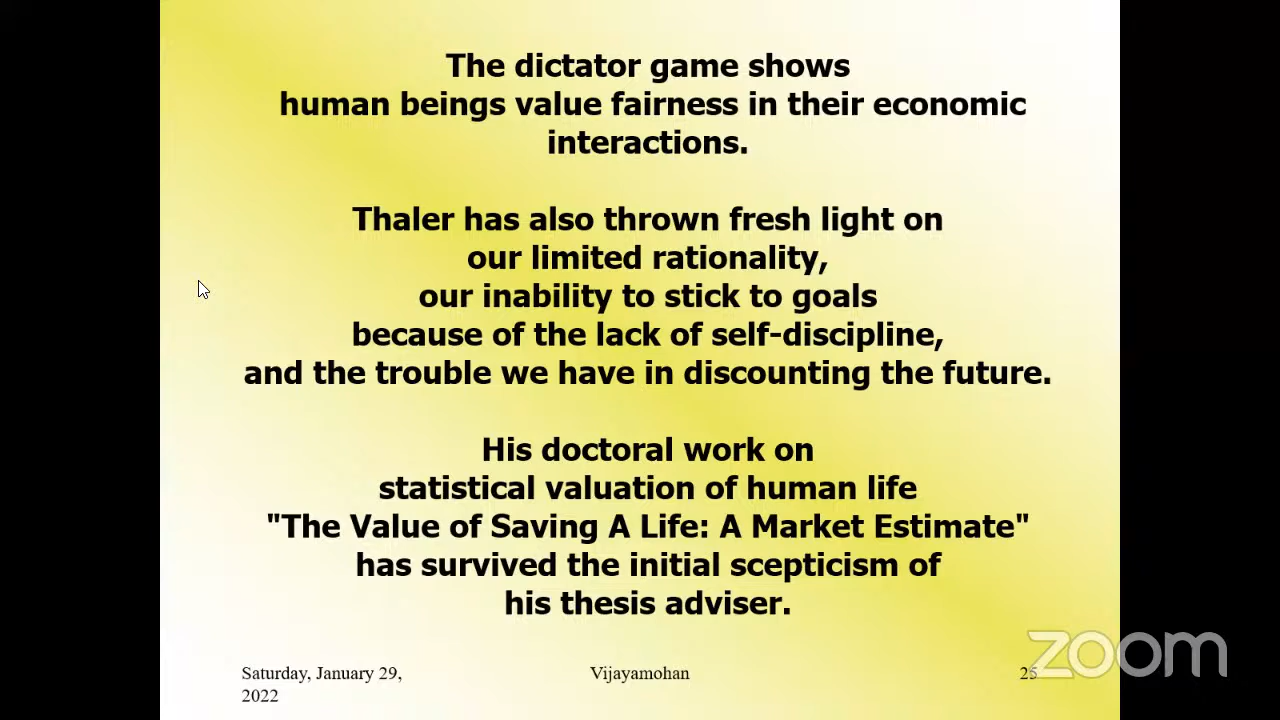 The dictator game shows
human beings value fairness in their economic
interactions.
Thaler has also thrown fresh light on
our limited rationality,
our inability to stick to goals
because of the lack of self-discipline,
and the trouble we have in discounting the future.
His doctoral work on
statistical valuation of human life
"The Value of Saving A Life: A Market Estimate"
has survived the initial scepticism of
his thesis adviser.
Saturday, January 29,
2022
Vijayamohan
zoom